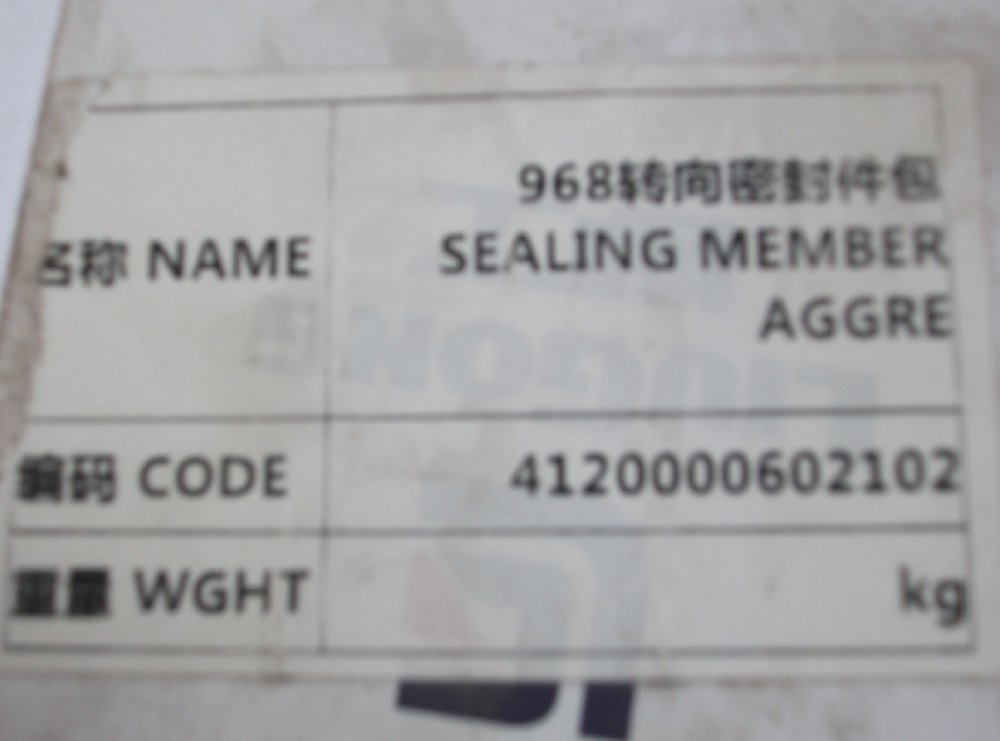 968转向密封件包
名称 NAME SEALING MEMBER
AGGRE
编码 CODE 4120000602102
重量 WGHT kg